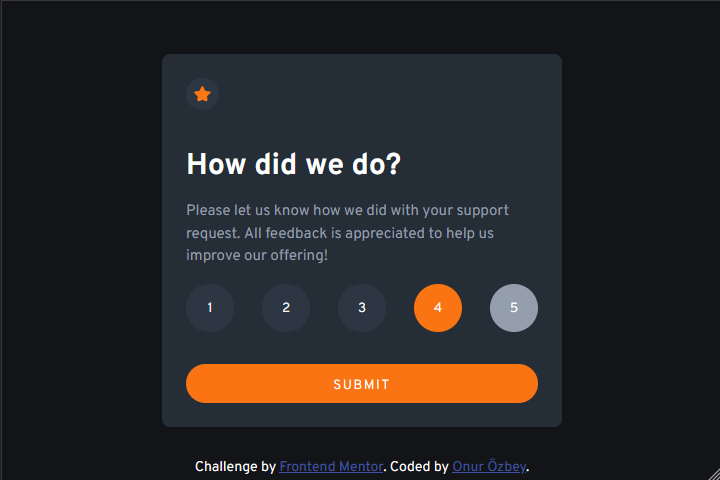 How did we do?
Please let us know how we did with your support
request. All feedback is appreciated to help us
improve our offering!
1 2 3 4 5
SUBMIT
Challenge by Frontend Mentor. Coded by Onur Özbey.